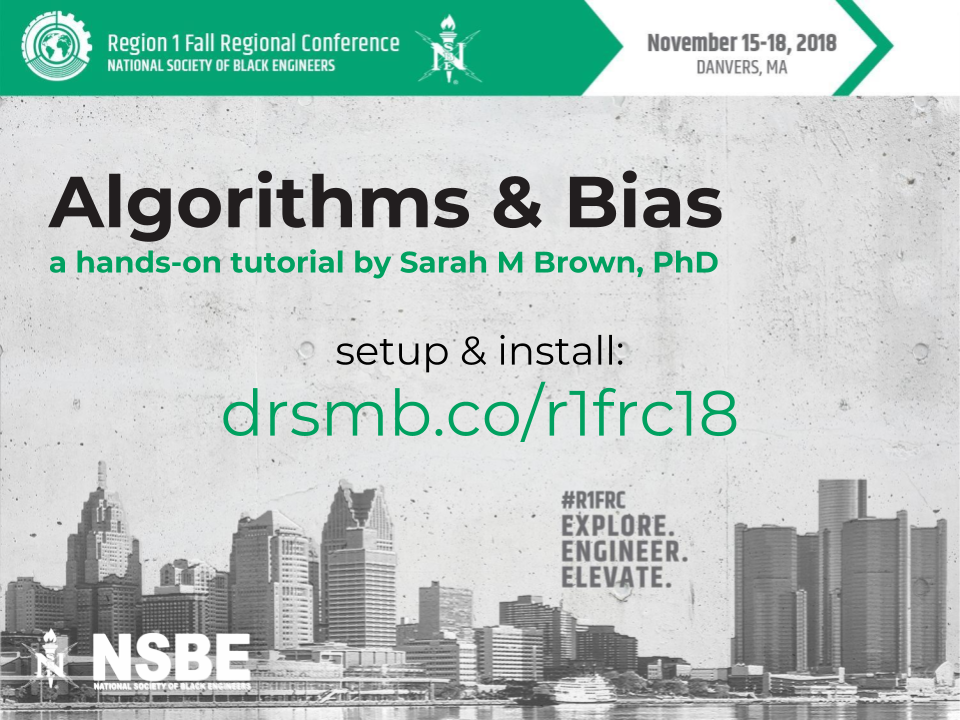 Region 1 Fall Regional Conference
NATIONAL SOCIETY OF BLACK ENGINEERS
November 15-18, 2018
DANVERS, MA
Algorithms & Bias
a hands-on tutorial by Sarah M Brown, PhD
setup & install:
drsmb.co/r1frc18
#R1FRC
EXPLORE.
ENGINEER.
ELEVATE.
NSBE
NATIONAL SOCIETY OF BLACK ENGINEERS